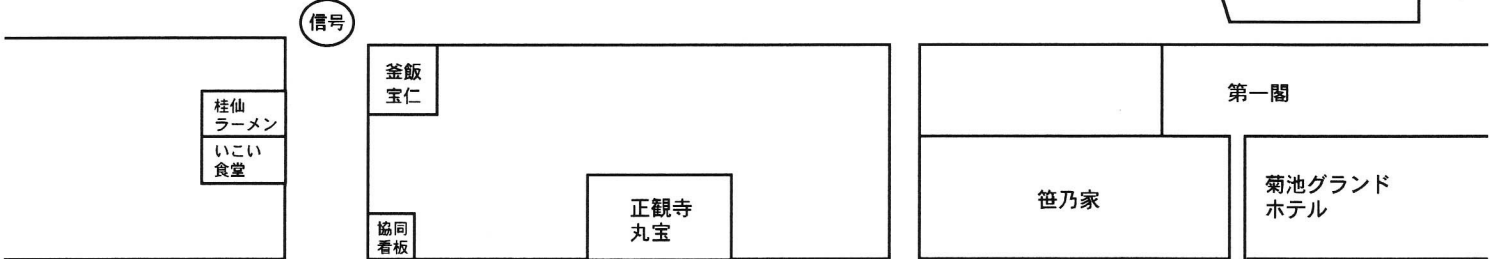 信号
釜飯
宝仁
第一閣
桂仙
ラーメン
いこい
食堂
菊池グランド
ホテル
笹乃家
正観寺
丸宝
協同
看板